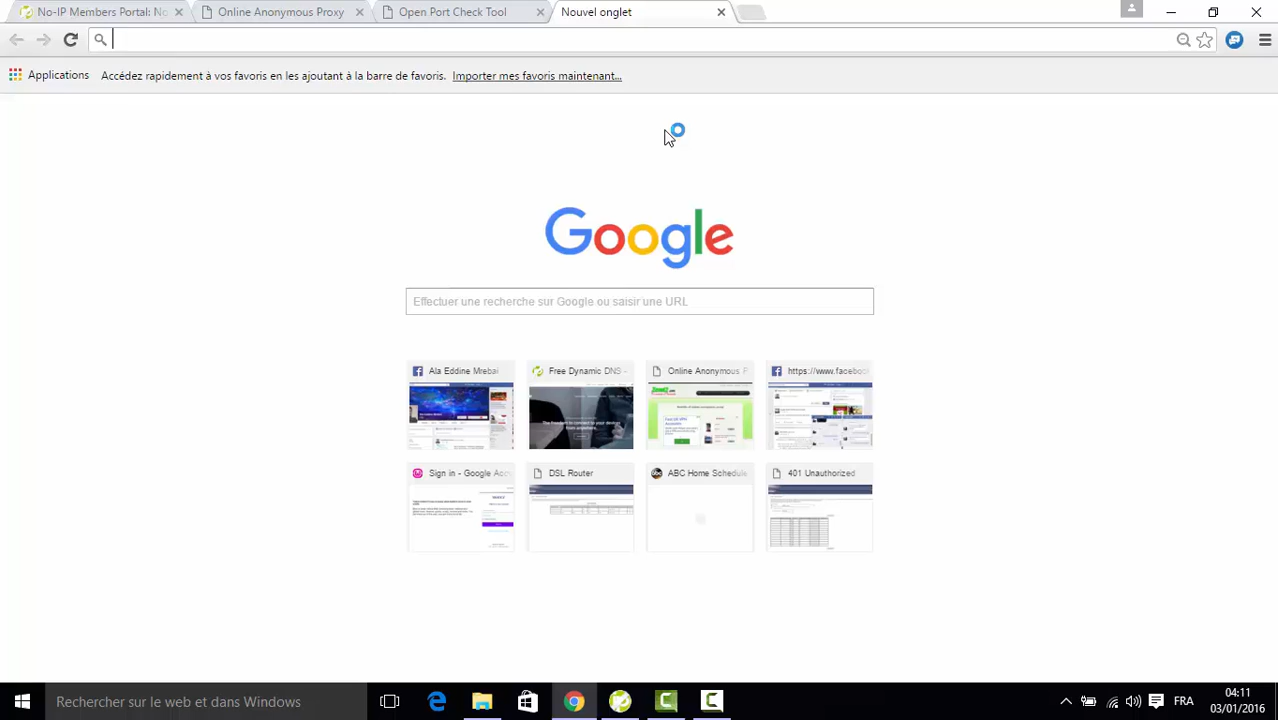 No-IP Members Portal: No
Online Anonymous Proxy
Open Port Check Tool
Nouvel onglet
Applications
Accédez rapidement à vos favoris en les ajoutant à la barre de favoris. Importer mes favoris maintenant...
Google
Effectuer une recherche sur Google ou saisir une URL
Ala Eddine Mrebai
Free Dynamic DNS -
Online Anonymous P
https://www.faceboo
Sign in - Google Acc
DSL Router
ABC Home Schedule
401 Unauthorized
Rechercher sur le web et dans Windows
FRA
04:11
03/01/2016